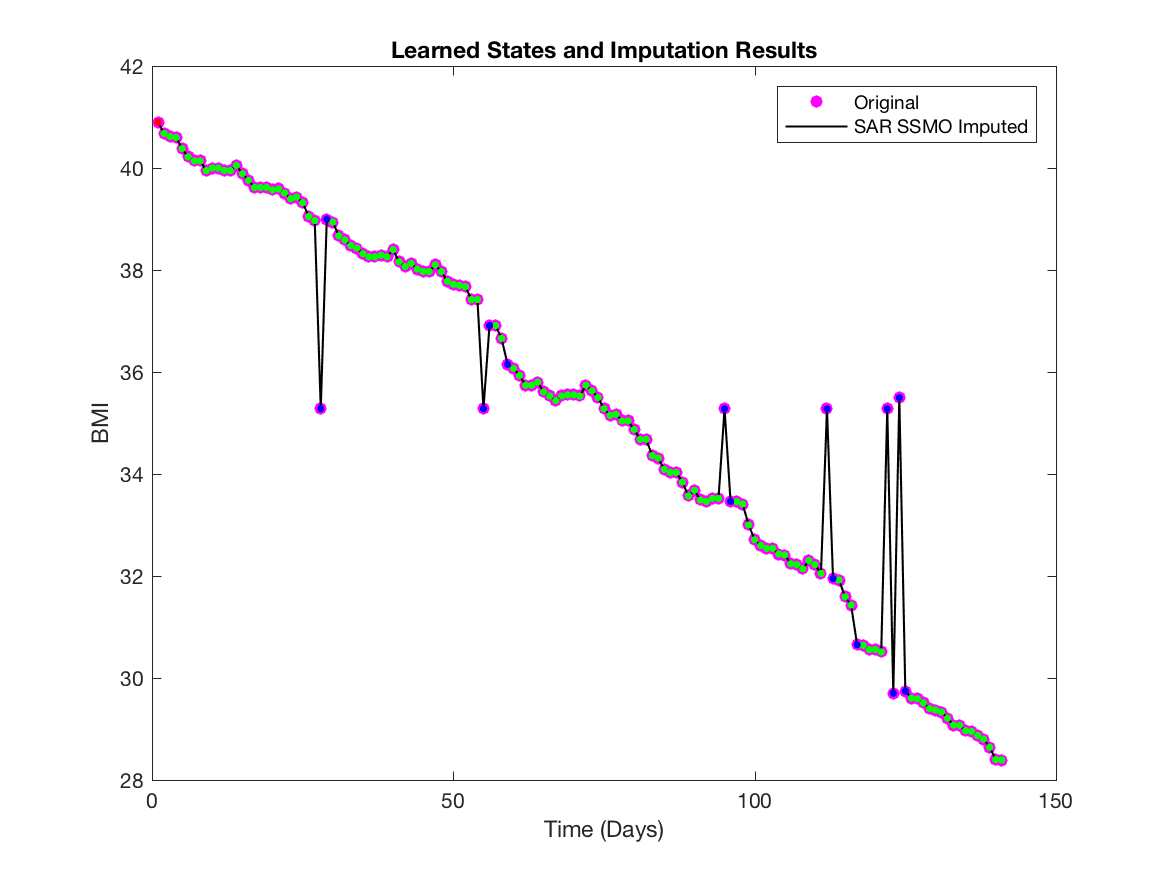 Learned States and Imputation Results
42
Original
SAR SSMO Imputed
40
38
36
BMI
34
32
30
28
0
50
100
150
Time (Days)